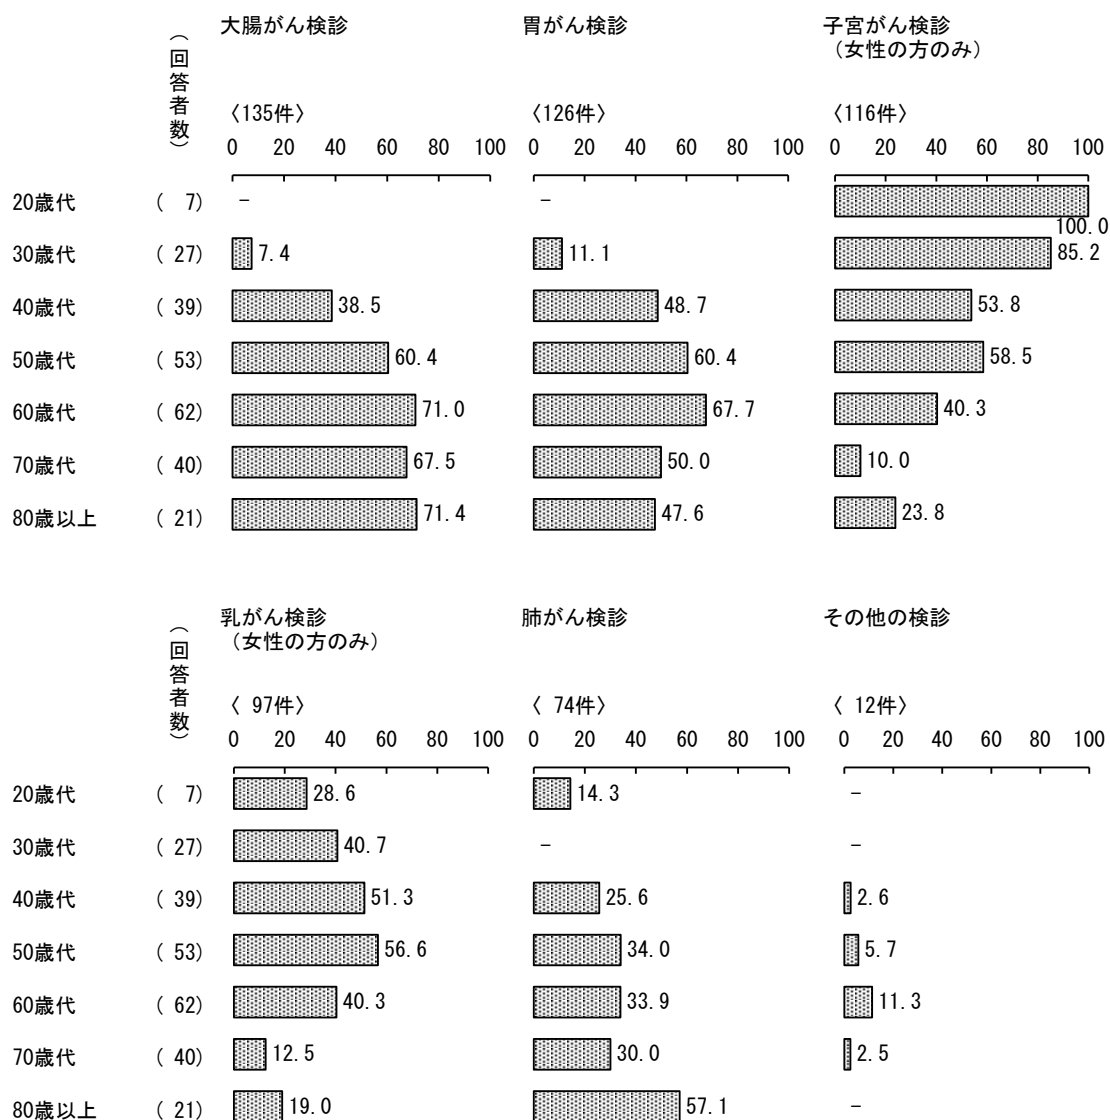 (回答者数)
大腸がん検診 胃がん検診 子宮がん検診
(女性の方のみ)
〈135件〉 〈126件〉 〈116件〉
0 20 40 60 80 100 0 20 40 60 80 100 0 20 40 60 80 100
20歳代 ( 7) − − 100.0
30歳代 ( 27) 7.4 11.1 85.2
40歳代 ( 39) 38.5 48.7 53.8
50歳代 ( 53) 60.4 60.4 58.5
60歳代 ( 62) 71.0 67.7 40.3
70歳代 ( 40) 67.5 50.0 10.0
80歳以上 ( 21) 71.4 47.6 23.8
(回答者数)
乳がん検診 肺がん検診 その他の検診
(女性の方のみ)
〈 97件〉 〈 74件〉 〈 12件〉
0 20 40 60 80 100 0 20 40 60 80 100 0 20 40 60 80 100
20歳代 ( 7) 28.6 14.3 −
30歳代 ( 27) 40.7 − −
40歳代 ( 39) 51.3 25.6 2.6
50歳代 ( 53) 56.6 34.0 5.7
60歳代 ( 62) 40.3 33.9 11.3
70歳代 ( 40) 12.5 30.0 2.5
80歳以上 ( 21) 19.0 57.1 −